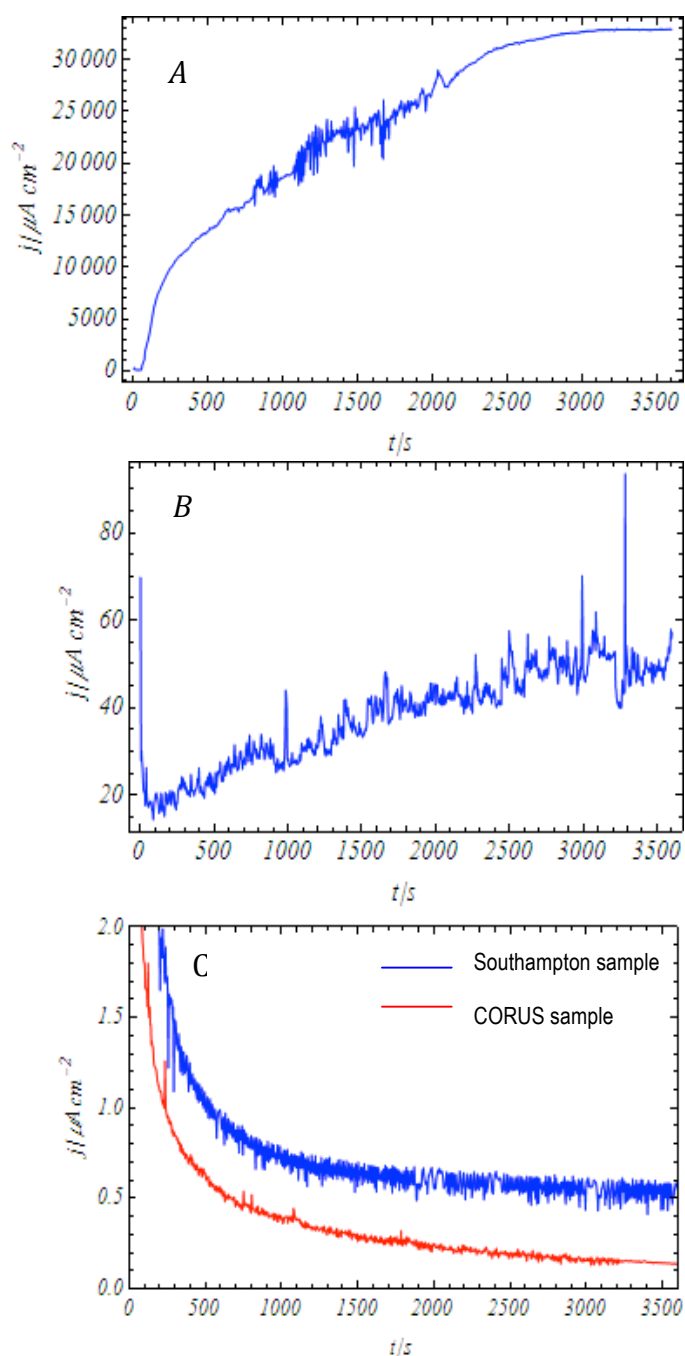 A
30 000
25 000
20 000
15 000
10 000
5000
0
j/μA cm⁻²
0 500 1000 1500 2000 2500 3000 3500
t/s
B
80
60
40
20
j/μA cm⁻²
0 500 1000 1500 2000 2500 3000 3500
t/s
C
Southampton sample
CORUS sample
2.0
1.5
1.0
0.5
0.0
j/μA cm⁻²
0 500 1000 1500 2000 2500 3000 3500
t/s